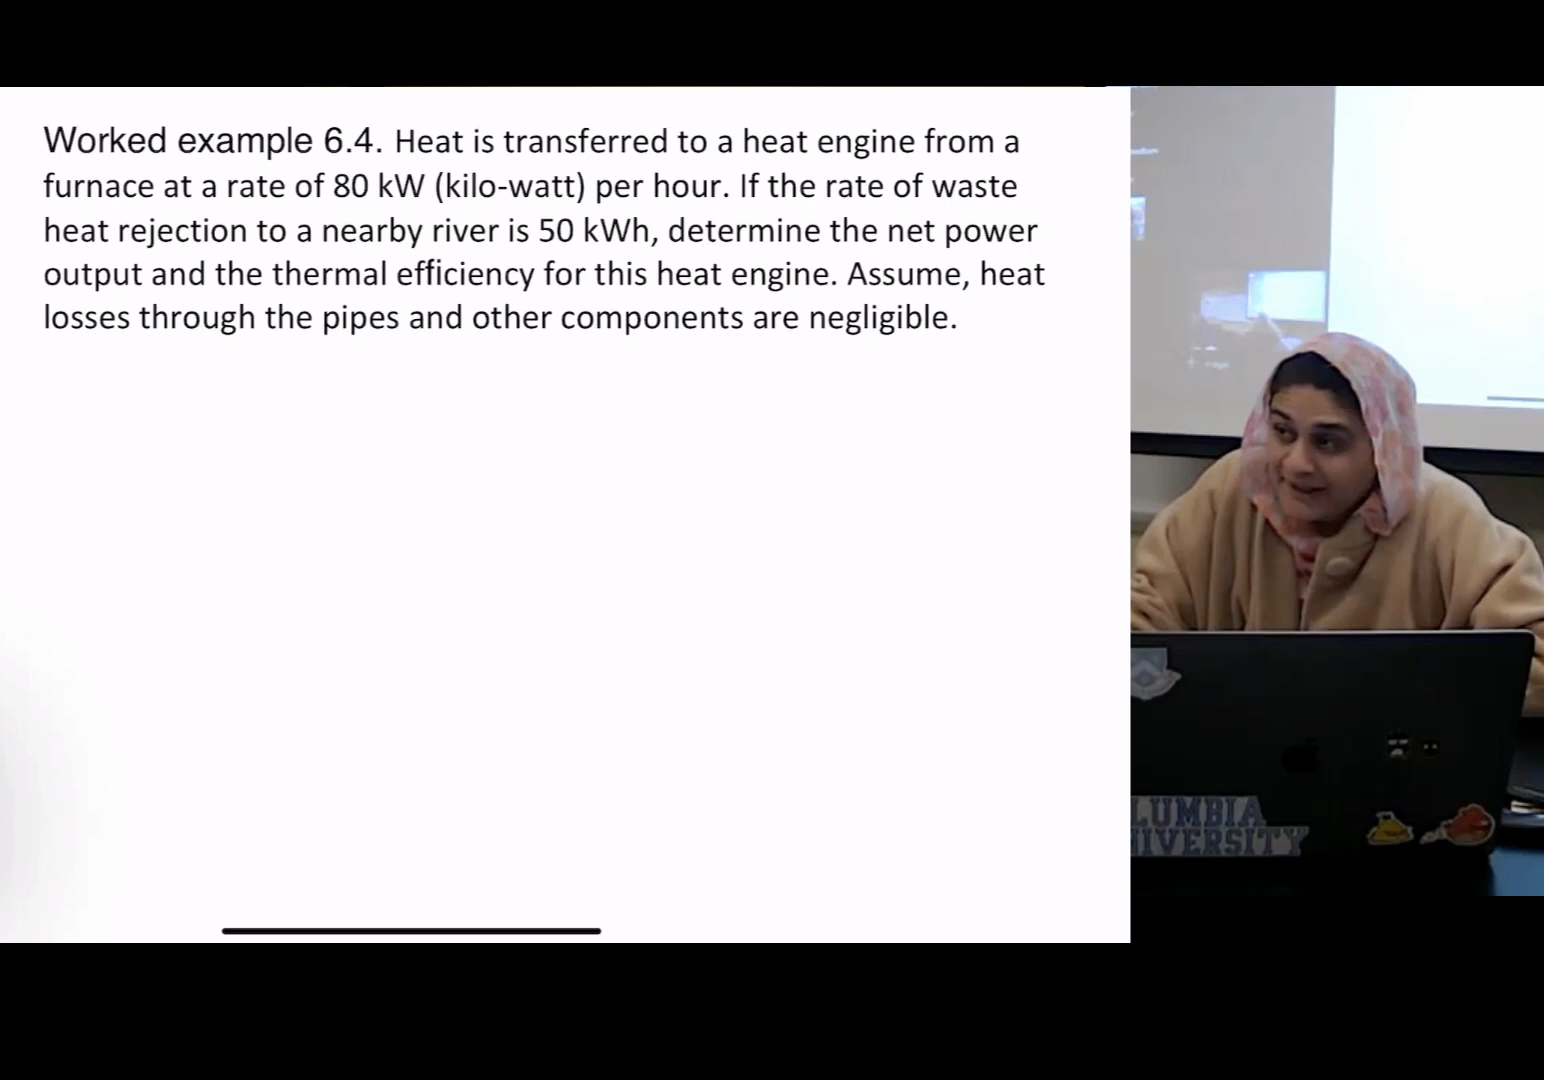 Worked example 6.4. Heat is transferred to a heat engine from a
furnace at a rate of 80 kW (kilo-watt) per hour. If the rate of waste
heat rejection to a nearby river is 50 kWh, determine the net power
output and the thermal efficiency for this heat engine. Assume, heat
losses through the pipes and other components are negligible.
LUMBIA
IVERSITY